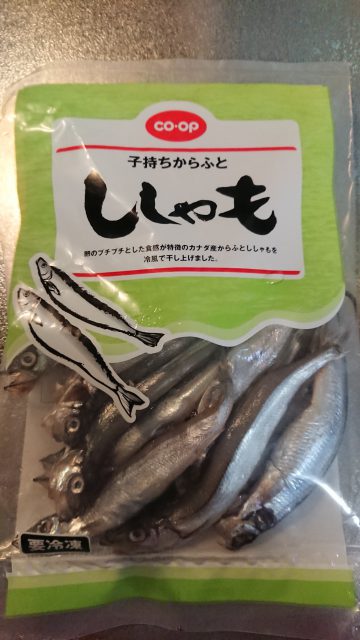 CO·OP
子持ちからふと
ししゃも
卵のプチプチとした食感が特徴のカナダ産からふとししゃもを
冷風で干し上げました。
要冷凍